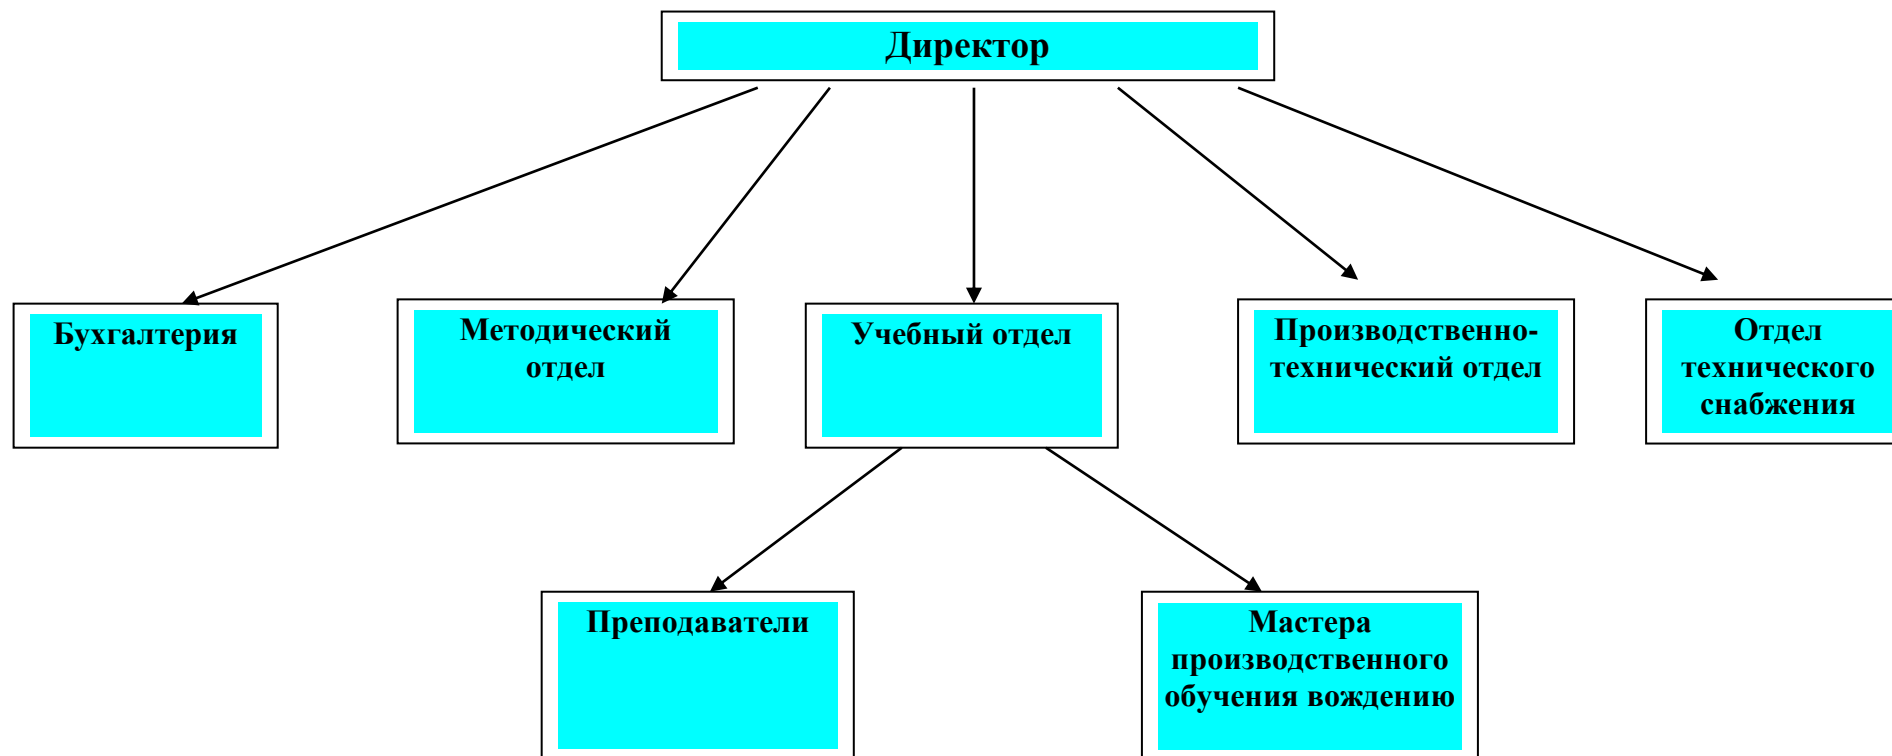 Директор
Бухгалтерия
Методический
отдел
Учебный отдел
Производственно-
технический отдел
Отдел
технического
снабжения
Преподаватели
Мастера
производственного
обучения вождению